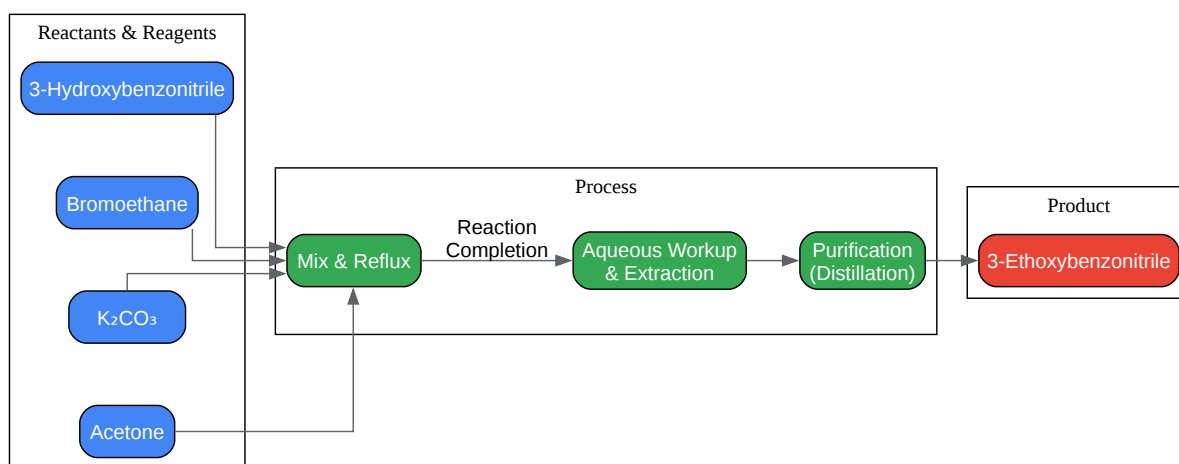 Reactants & Reagents
3-Hydroxybenzonitrile
Bromoethane
K₂CO₃
Acetone
Process
Mix & Reflux
Reaction
Completion
Aqueous Workup
& Extraction
Purification
(Distillation)
Product
3-Ethoxybenzonitrile